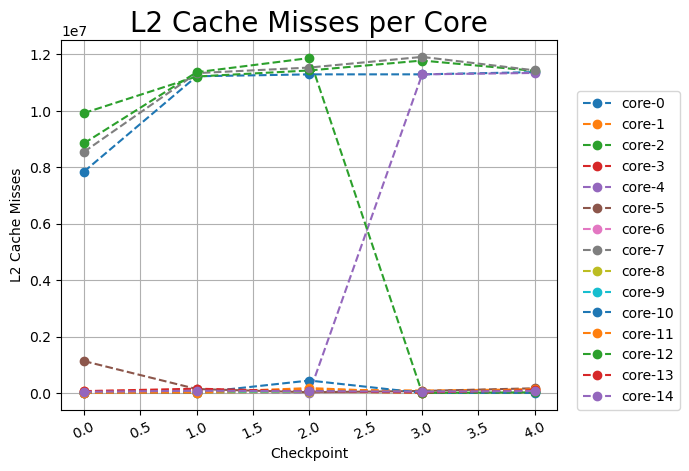 L2 Cache Misses per Core
1e7
1.2
1.0
0.8
0.6
0.4
0.2
0.0
L2 Cache Misses
0.0 0.5 1.0 1.5 2.0 2.5 3.0 3.5 4.0
Checkpoint
core-0
core-1
core-2
core-3
core-4
core-5
core-6
core-7
core-8
core-9
core-10
core-11
core-12
core-13
core-14